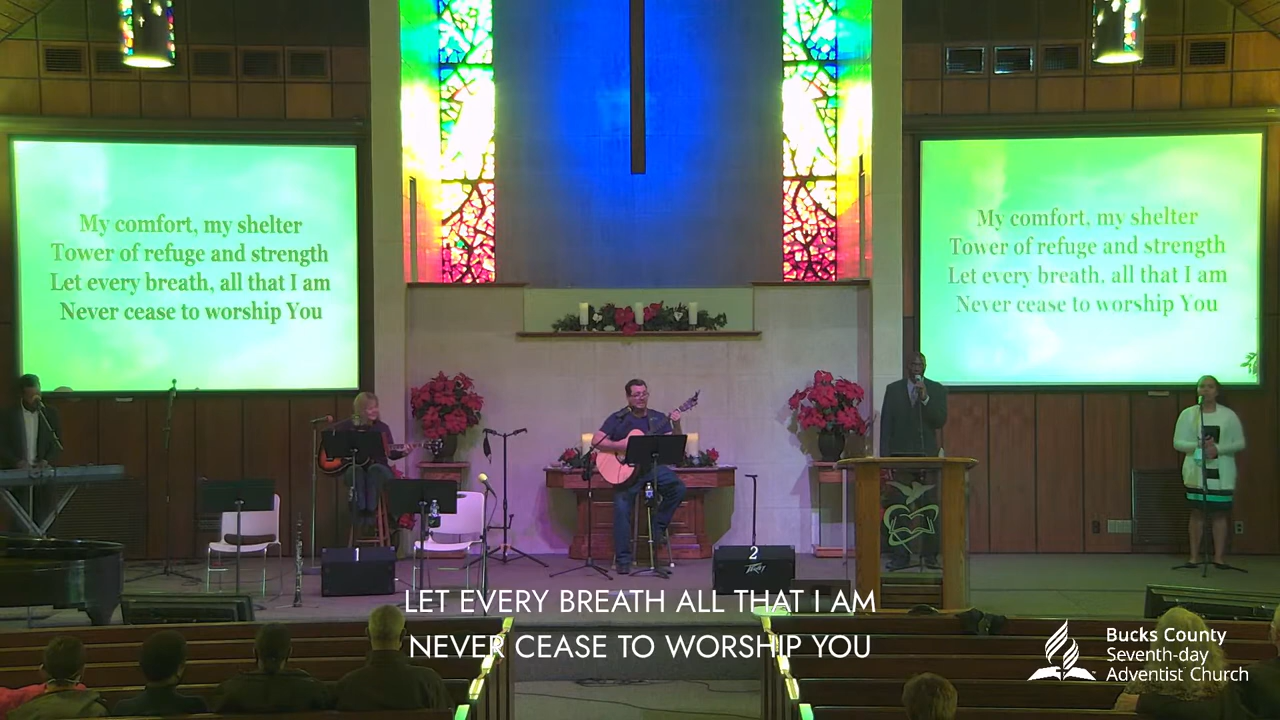 My comfort, my shelter
Tower of refuge and strength
Let every breath, all that I am
Never cease to worship You
My comfort, my shelter
Tower of refuge and strength
Let every breath, all that I am
Never cease to worship You
2
PEAVEY
LET EVERY BREATH ALL THAT I AM
NEVER CEASE TO WORSHIP YOU
Bucks County
Seventh-day
Adventist Church